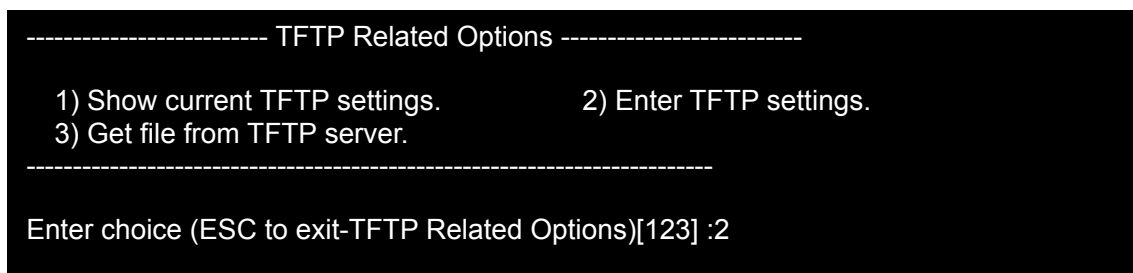 -------------------------- TFTP Related Options --------------------------
1) Show current TFTP settings. 2) Enter TFTP settings.
3) Get file from TFTP server.
--------------------------------------------------------------------------
Enter choice (ESC to exit-TFTP Related Options)[123] :2